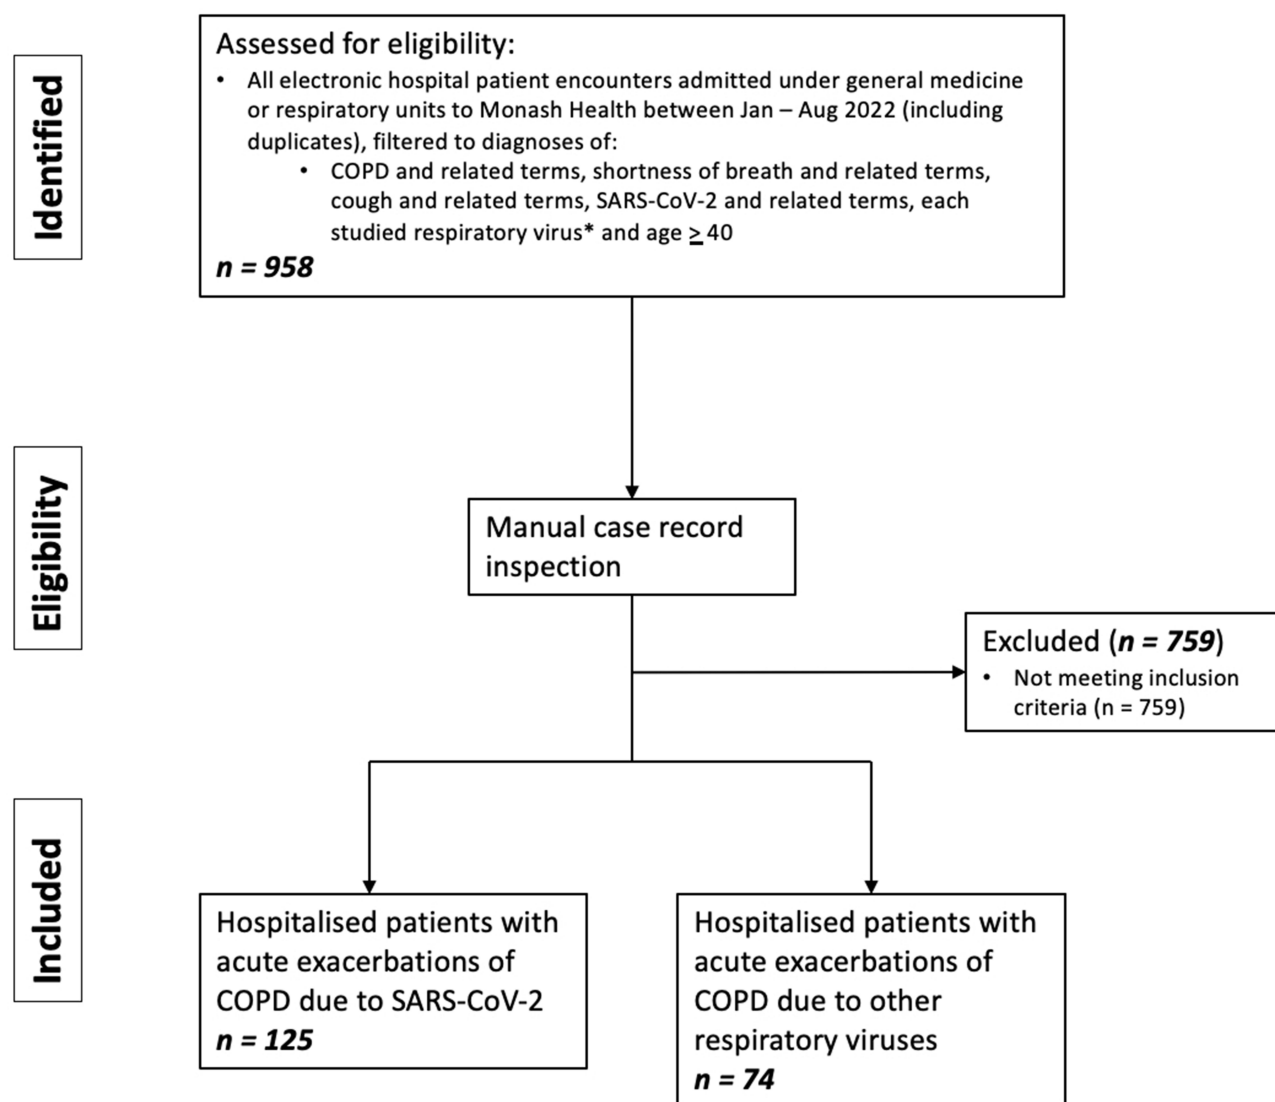 Identified
Assessed for eligibility:
• All electronic hospital patient encounters admitted under general medicine
or respiratory units to Monash Health between Jan – Aug 2022 (including
duplicates), filtered to diagnoses of:
• COPD and related terms, shortness of breath and related terms,
cough and related terms, SARS-CoV-2 and related terms, each
studied respiratory virus* and age ≥ 40
n = 958
Eligibility
Manual case record
inspection
Excluded (n = 759)
• Not meeting inclusion
criteria (n = 759)
Included
Hospitalised patients with
acute exacerbations of
COPD due to SARS-CoV-2
n = 125
Hospitalised patients with
acute exacerbations of
COPD due to other
respiratory viruses
n = 74